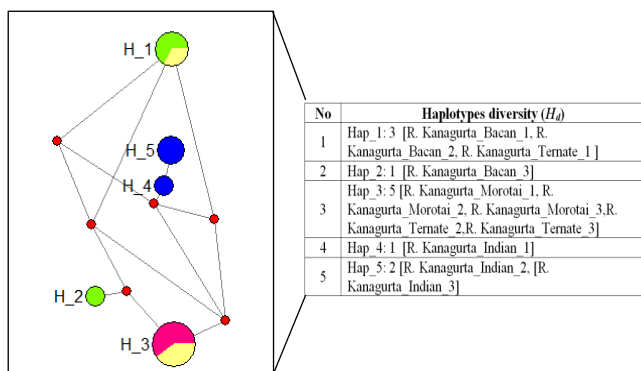 H_1
H_5
H_4
H_2
H_3
No Haplotypes diversity (Hd)
1 Hap_1: 3 [R. Kanagurta_Bacan_1, R.
Kanagurta_Bacan_2, R. Kanagurta_Ternate_1 ]
2 Hap_2: 1 [R. Kanagurta_Bacan_3]
3 Hap_3: 5 [R. Kanagurta_Morotai_1, R.
Kanagurta_Morotai_2, R. Kanagurta_Morotai_3,R.
Kanagurta_Ternate_2,R. Kanagurta_Ternate_3]
4 Hap_4: 1 [R. Kanagurta_Indian_1]
5 Hap_5: 2 [R. Kanagurta_Indian_2, [R.
Kanagurta_Indian_3]